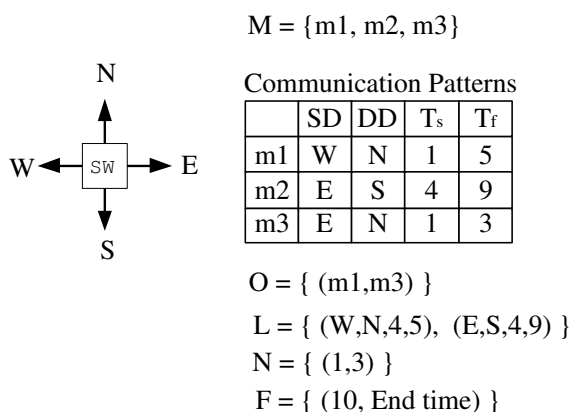 M = {m1, m2, m3}
N
W SW E
S
Communication Patterns
SD DD Ts Tf
m1 W N 1 5
m2 E S 4 9
m3 E N 1 3
O = { (m1,m3) }
L = { (W,N,4,5), (E,S,4,9) }
N = { (1,3) }
F = { (10, End time) }